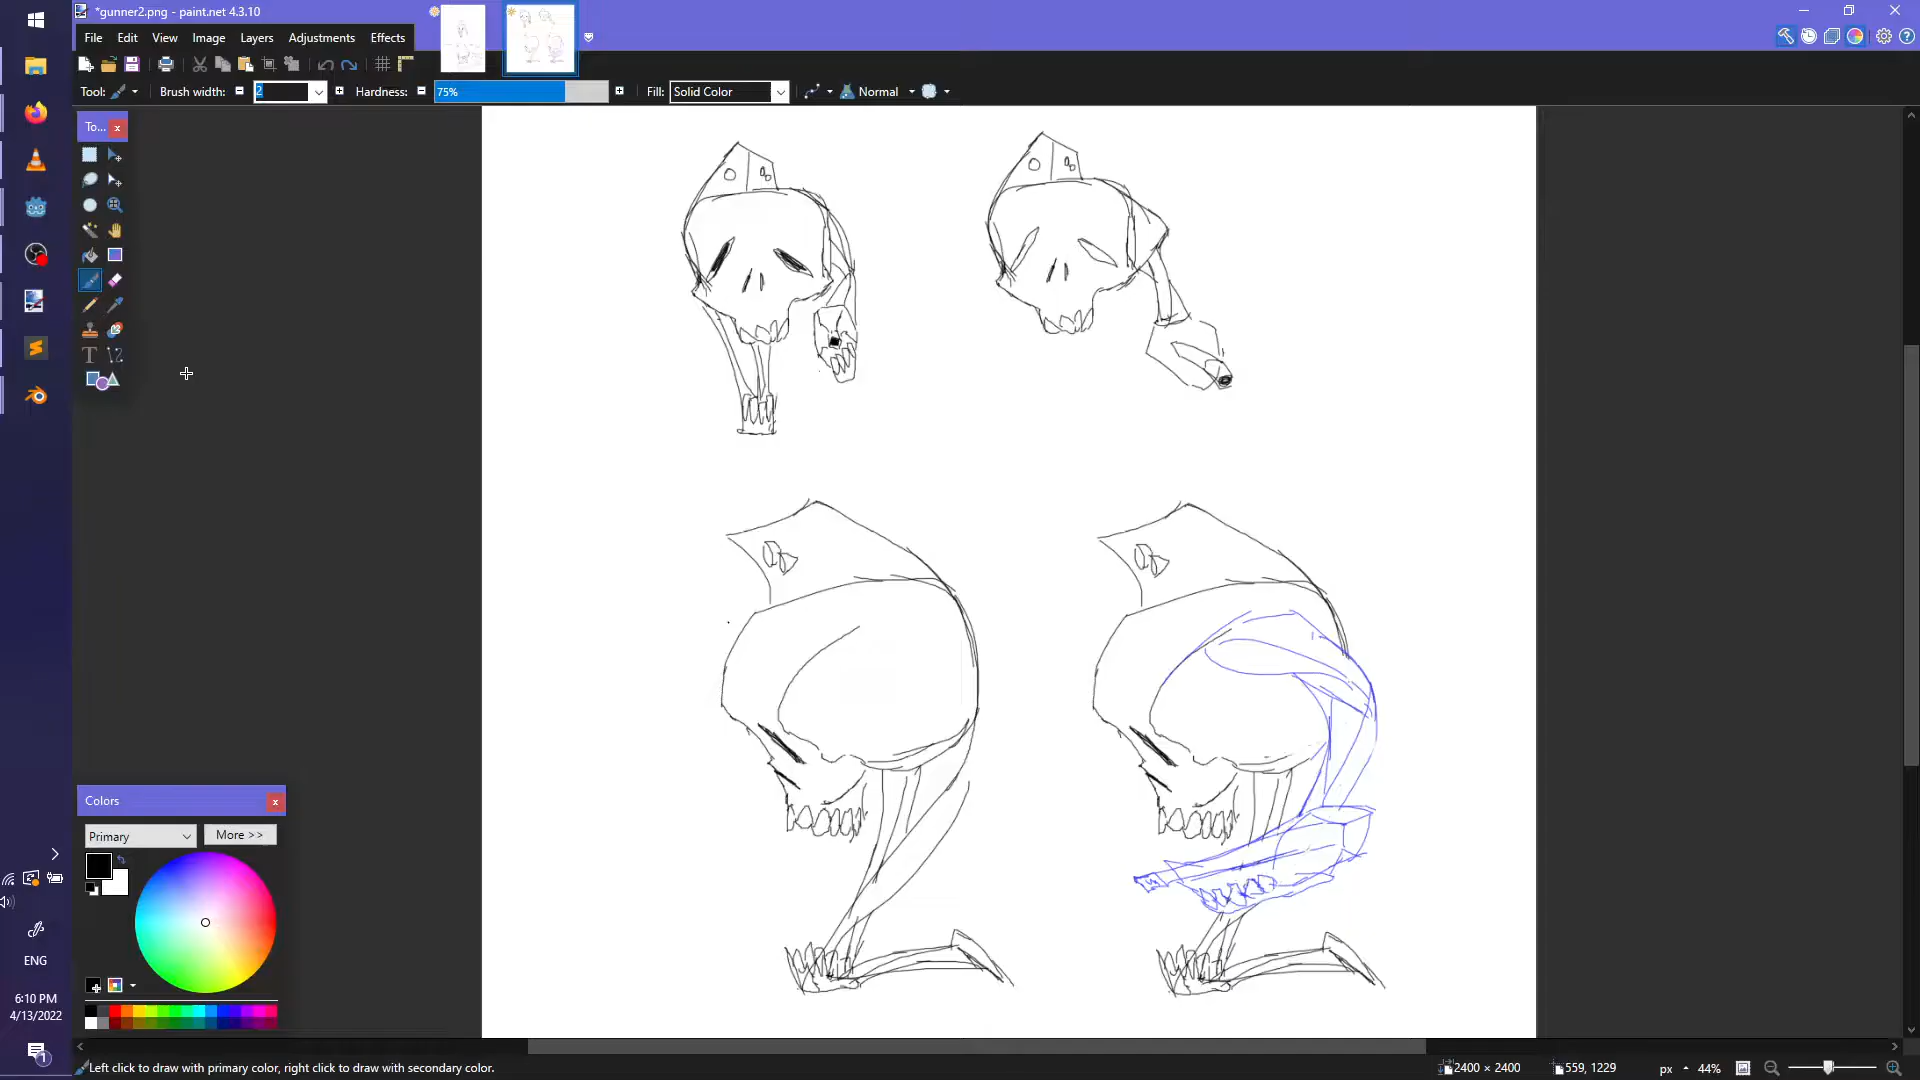 *gunner2.png - paint.net 4.3.10
File Edit View Image Layers Adjustments Effects
Tool: Brush width: 2 Hardness: 75% Fill: Solid Color Normal
To...
Colors
Primary More >>
ENG
6:10 PM
4/13/2022
1
Left click to draw with primary color, right click to draw with secondary color.
2400 × 2400 559, 1229 px 44%